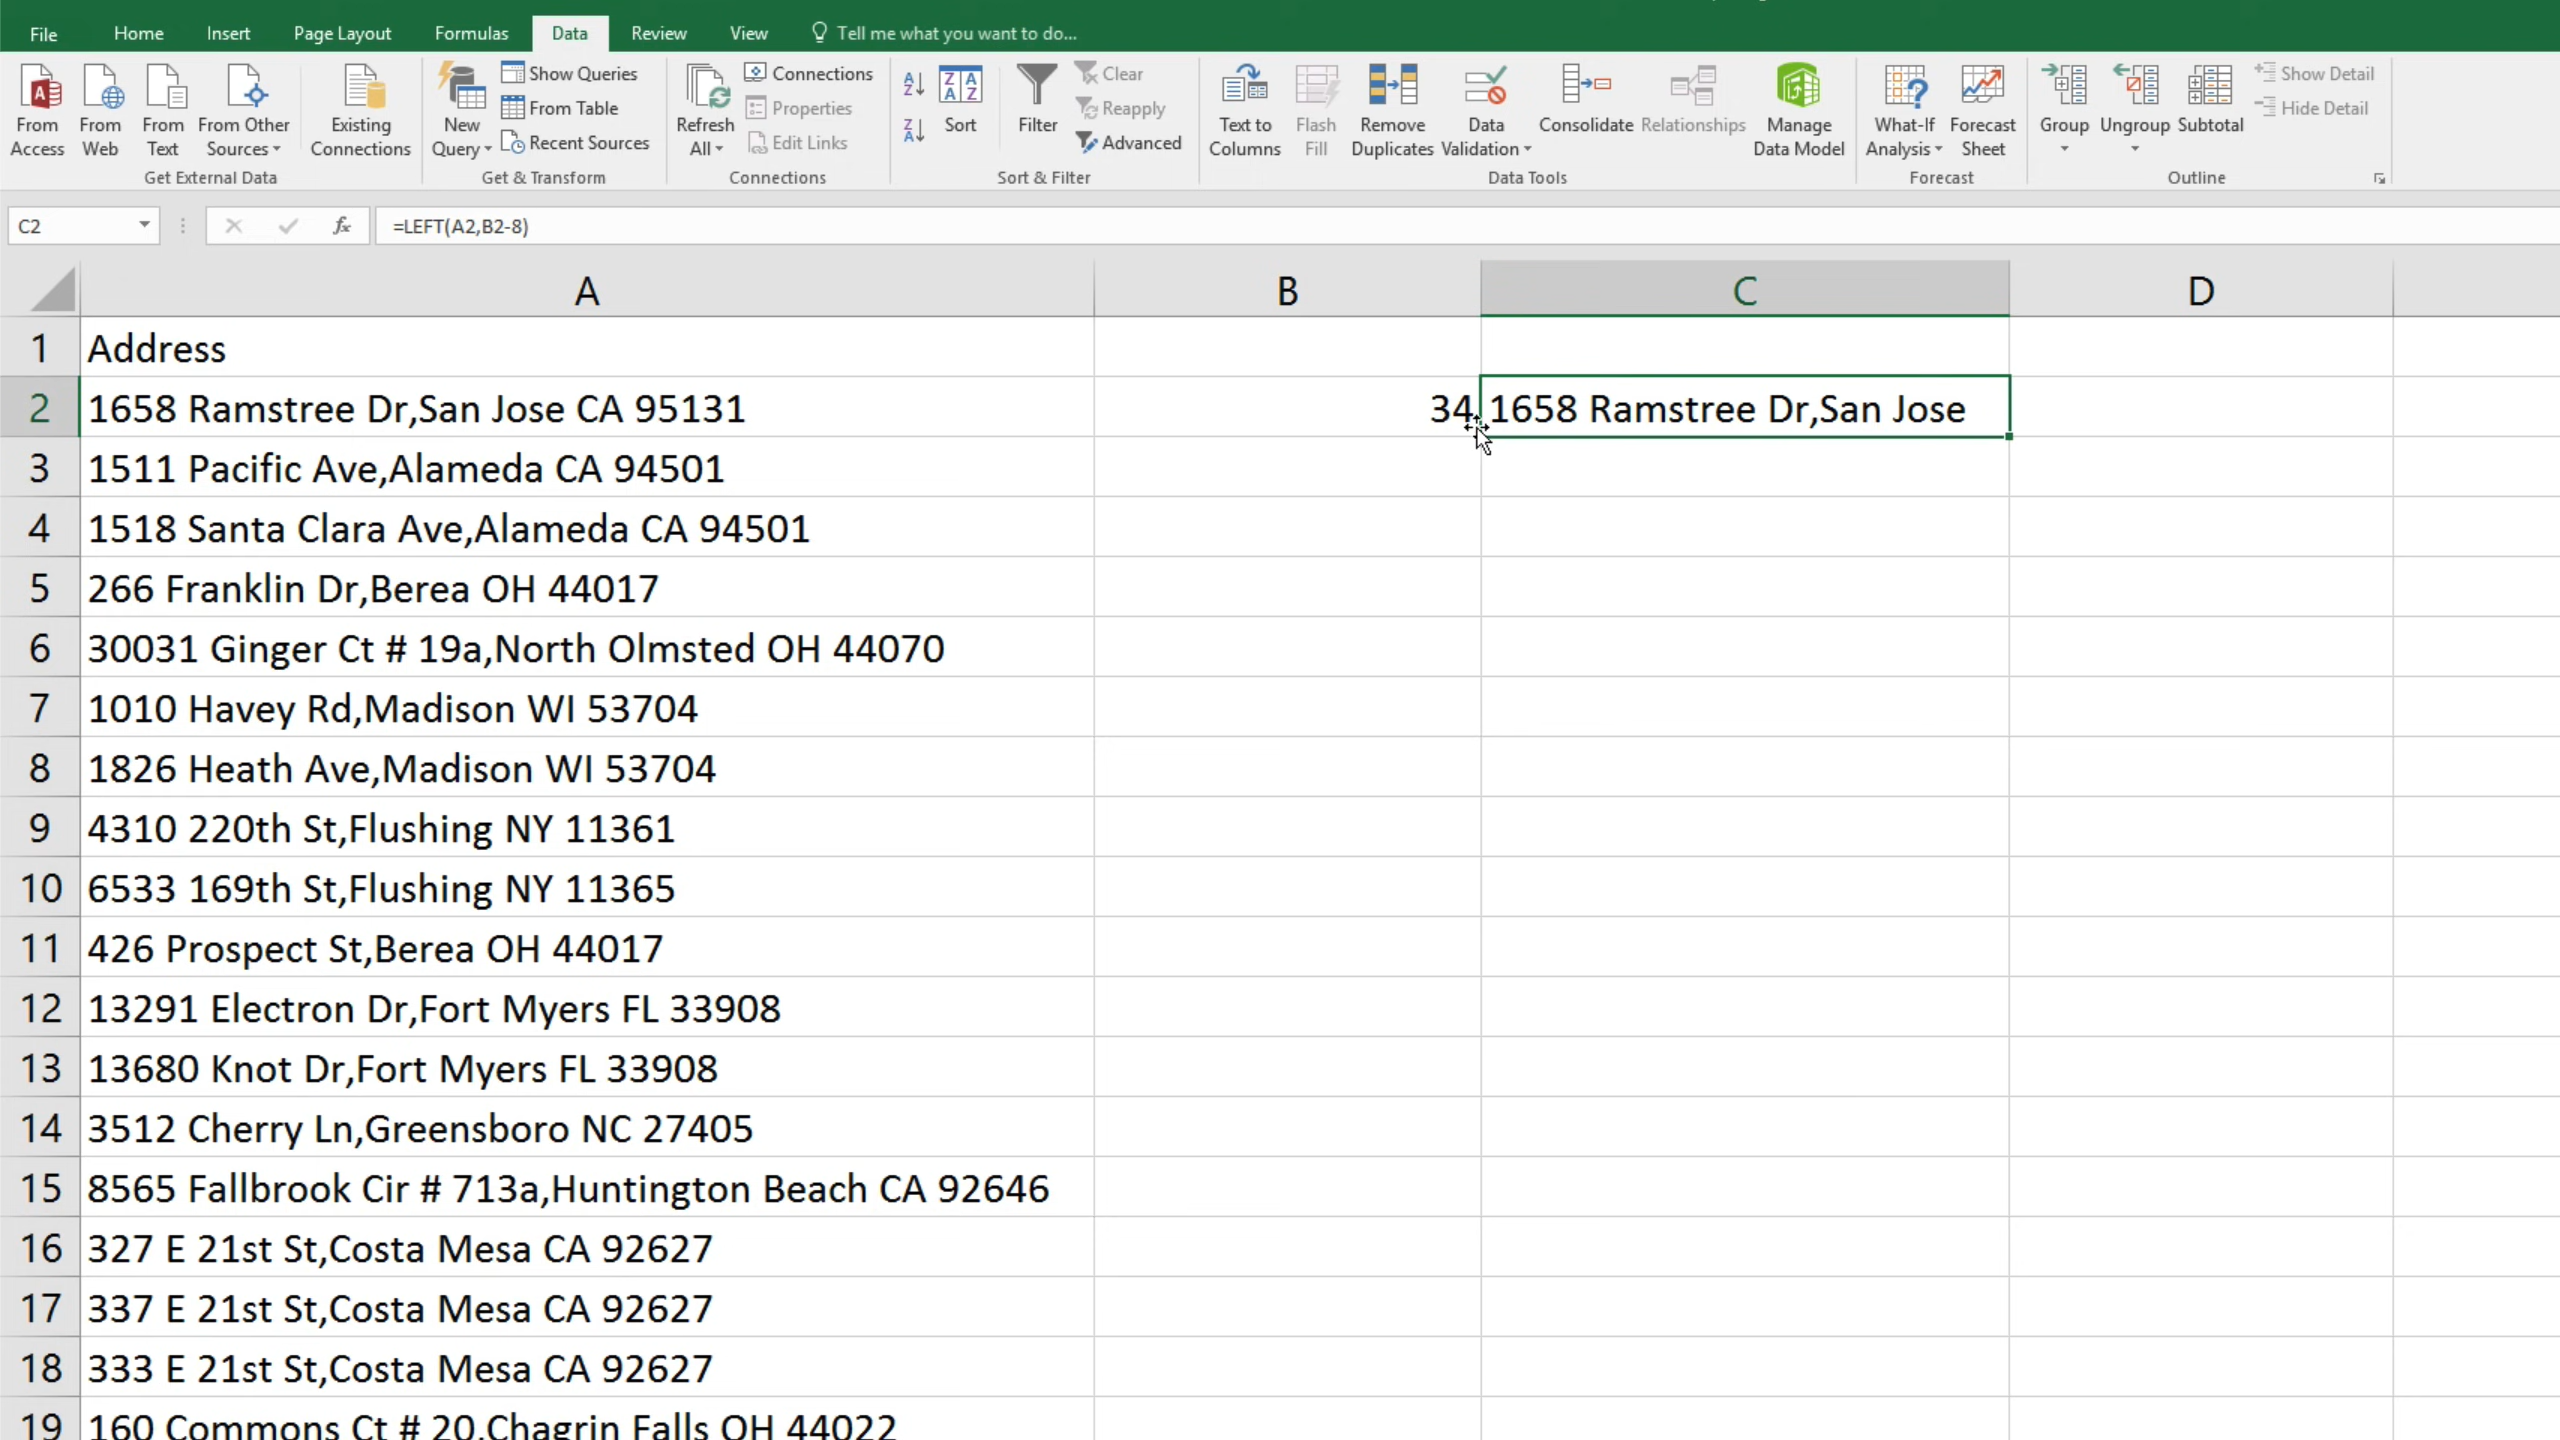 File Home Insert Page Layout Formulas Data Review View Tell me what you want to do...
From Access From Web From Text From Other Sources Existing Connections
Get External Data
New Query Show Queries From Table Recent Sources
Get & Transform
Refresh All Connections Properties Edit Links
Connections
Sort Filter Clear Reapply Advanced
Sort & Filter
Text to Columns Flash Fill Remove Duplicates Data Validation Consolidate Relationships Manage Data Model
Data Tools
What-If Analysis Forecast Sheet
Forecast
Group Ungroup Subtotal Show Detail Hide Detail
Outline
C2 fx =LEFT(A2,B2-8)
A B C D
1 Address
2 1658 Ramstree Dr,San Jose CA 95131 34 1658 Ramstree Dr,San Jose
3 1511 Pacific Ave,Alameda CA 94501
4 1518 Santa Clara Ave,Alameda CA 94501
5 266 Franklin Dr,Berea OH 44017
6 30031 Ginger Ct # 19a,North Olmsted OH 44070
7 1010 Havey Rd,Madison WI 53704
8 1826 Heath Ave,Madison WI 53704
9 4310 220th St,Flushing NY 11361
10 6533 169th St,Flushing NY 11365
11 426 Prospect St,Berea OH 44017
12 13291 Electron Dr,Fort Myers FL 33908
13 13680 Knot Dr,Fort Myers FL 33908
14 3512 Cherry Ln,Greensboro NC 27405
15 8565 Fallbrook Cir # 713a,Huntington Beach CA 92646
16 327 E 21st St,Costa Mesa CA 92627
17 337 E 21st St,Costa Mesa CA 92627
18 333 E 21st St,Costa Mesa CA 92627
19 160 Commons Ct # 20,Chagrin Falls OH 44022